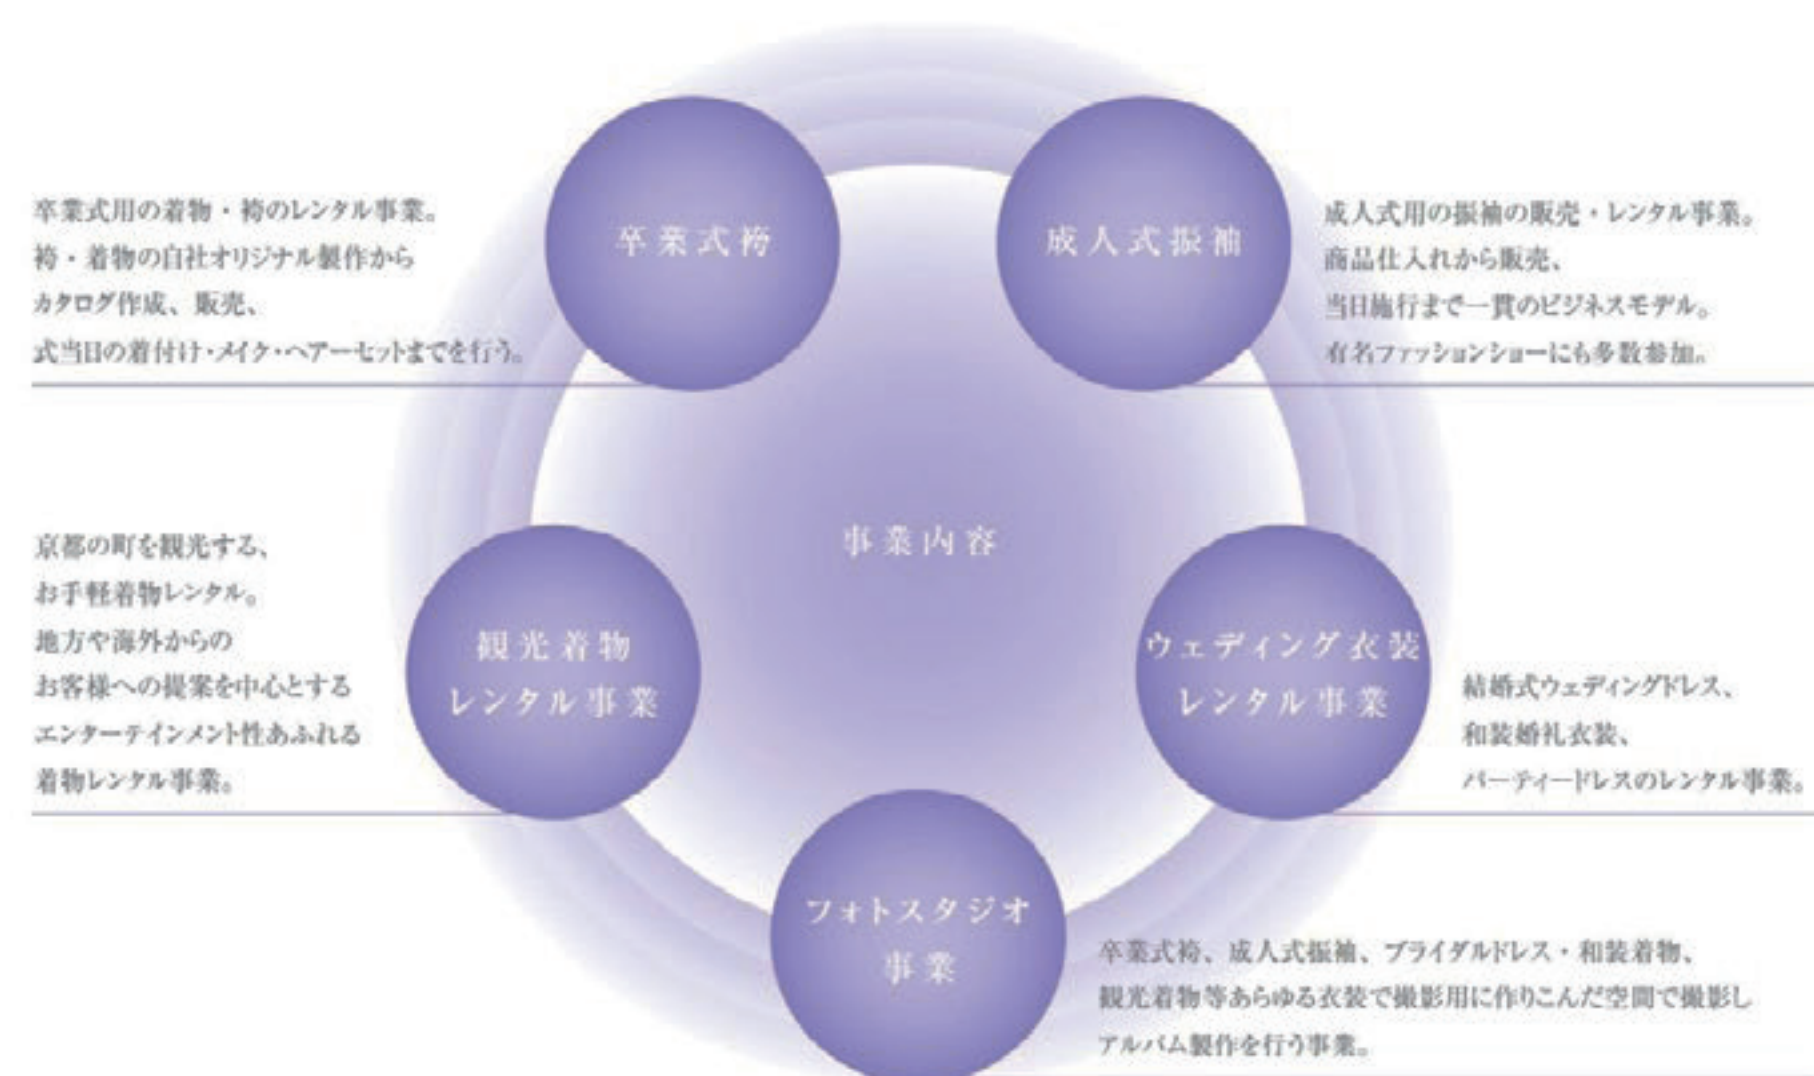 卒業式袴
卒業式用の着物・袴のレンタル事業。
袴・着物の自社オリジナル製作から
カタログ作成、販売、
式当日の着付け・メイク・ヘアーセットまでを行う。
成人式振袖
成人式用の振袖の販売・レンタル事業。
商品仕入れから販売、
当日施行まで一貫のビジネスモデル。
有名ファッションショーにも多数参加。
事業内容
観光着物
レンタル事業
京都の町を観光する、
お手軽着物レンタル。
地方や海外からの
お客様への提案を中心とする
エンターテインメント性あふれる
着物レンタル事業。
ウェディング衣装
レンタル事業
結婚式ウェディングドレス、
和装婚礼衣装、
パーティードレスのレンタル事業。
フォトスタジオ
事業
卒業式袴、成人式振袖、ブライダルドレス・和装着物、
観光着物等あらゆる衣装で撮影用に作りこんだ空間で撮影し
アルバム製作を行う事業。